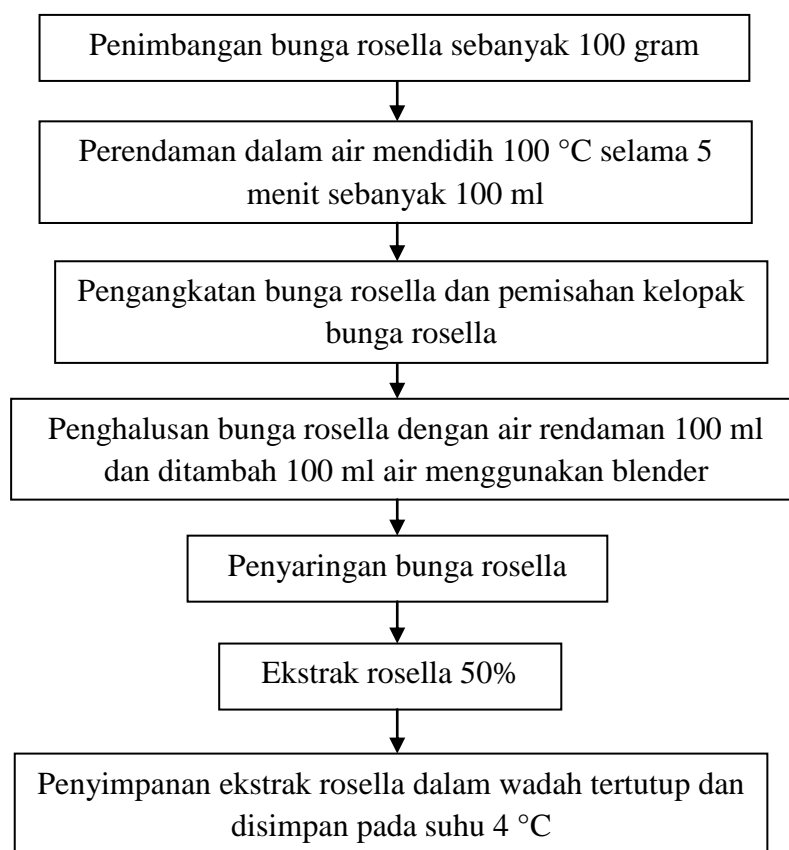 Penimbangan bunga rosella sebanyak 100 gram
Perendaman dalam air mendidih 100 °C selama 5
menit sebanyak 100 ml
Pengangkatan bunga rosella dan pemisahan kelopak
bunga rosella
Penghalusan bunga rosella dengan air rendaman 100 ml
dan ditambah 100 ml air menggunakan blender
Penyaringan bunga rosella
Ekstrak rosella 50%
Penyimpanan ekstrak rosella dalam wadah tertutup dan
disimpan pada suhu 4 °C